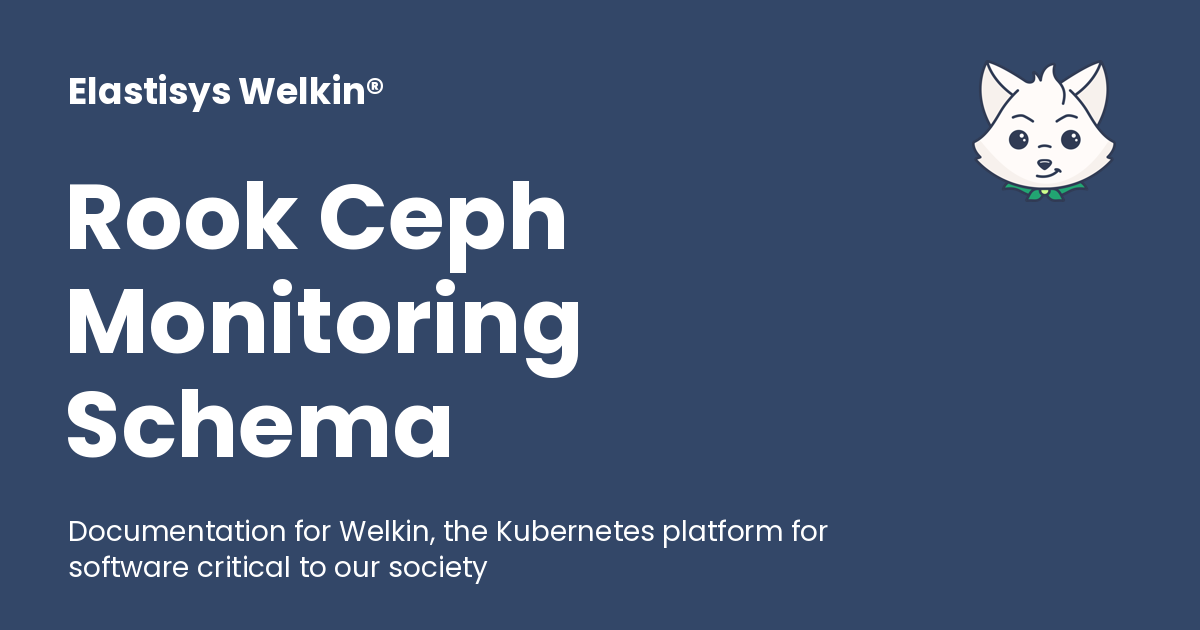 Elastisys Welkin®
Rook Ceph
Monitoring
Schema
Documentation for Welkin, the Kubernetes platform for
software critical to our society